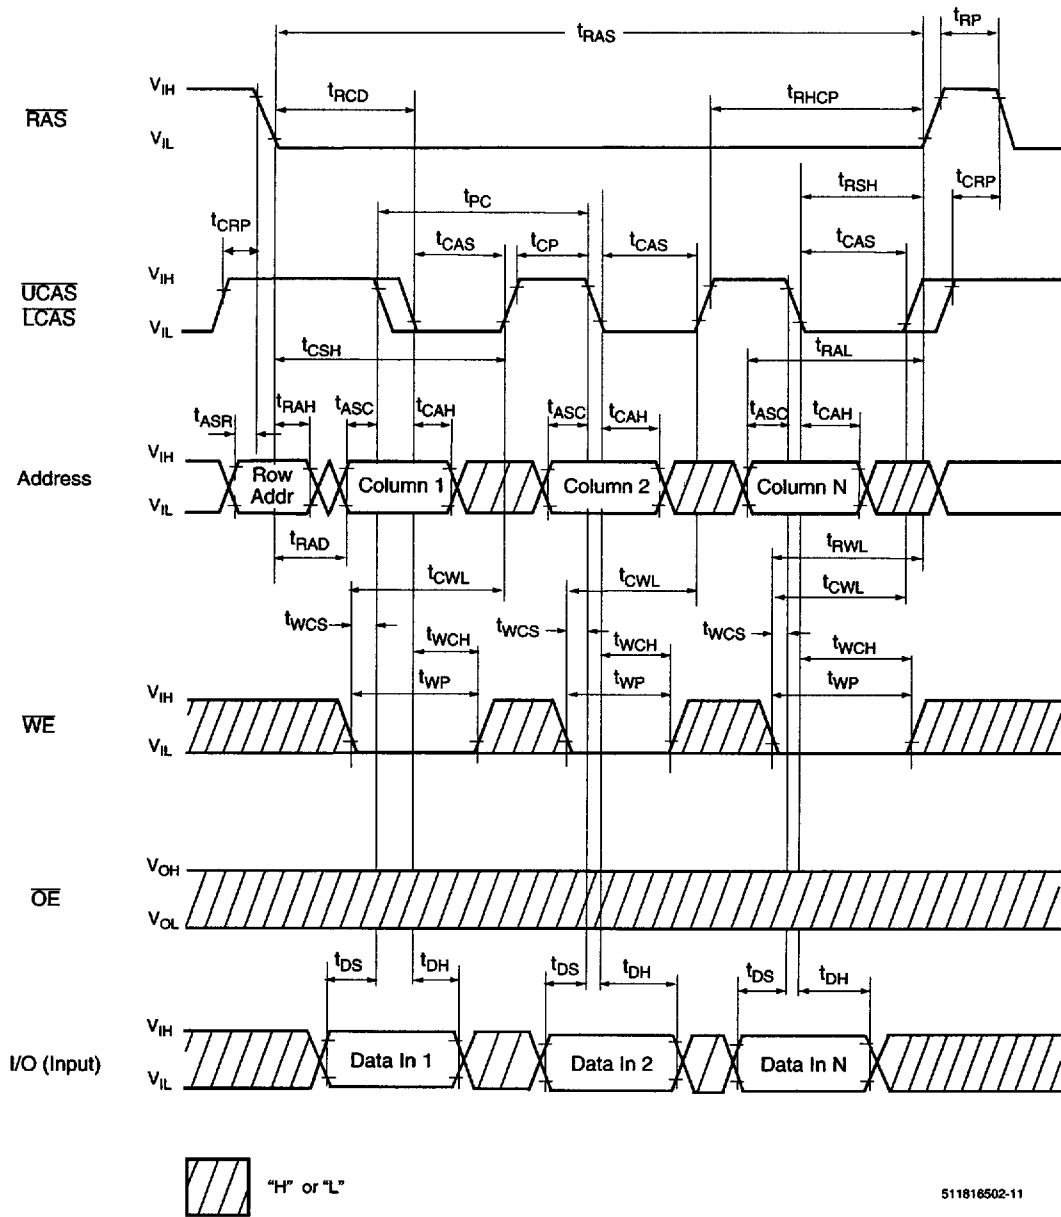 tRAS
tRP
VIH
RAS
VIL
tRCD
tRHCP
tRSH
tCRP
tPC
tCRP
tCAS
tCP
tCAS
tCAS
VIH
UCAS
LCAS
VIL
tCSH
tRAL
tASR
tRAH
tASC
tCAH
tASC
tCAH
tASC
tCAH
VIH
Address
VIL
Row Addr
Column 1
Column 2
Column N
tRAD
tRWL
tCWL
tCWL
tCWL
tWCS
tWCS
tWCS
tWCH
tWCH
tWCH
tWP
tWP
tWP
VIH
WE
VIL
VOH
OE
VOL
tDS
tDH
tDS
tDH
tDS
tDH
VIH
I/O (Input)
VIL
Data In 1
Data In 2
Data In N
"H" or "L"
511816502-11